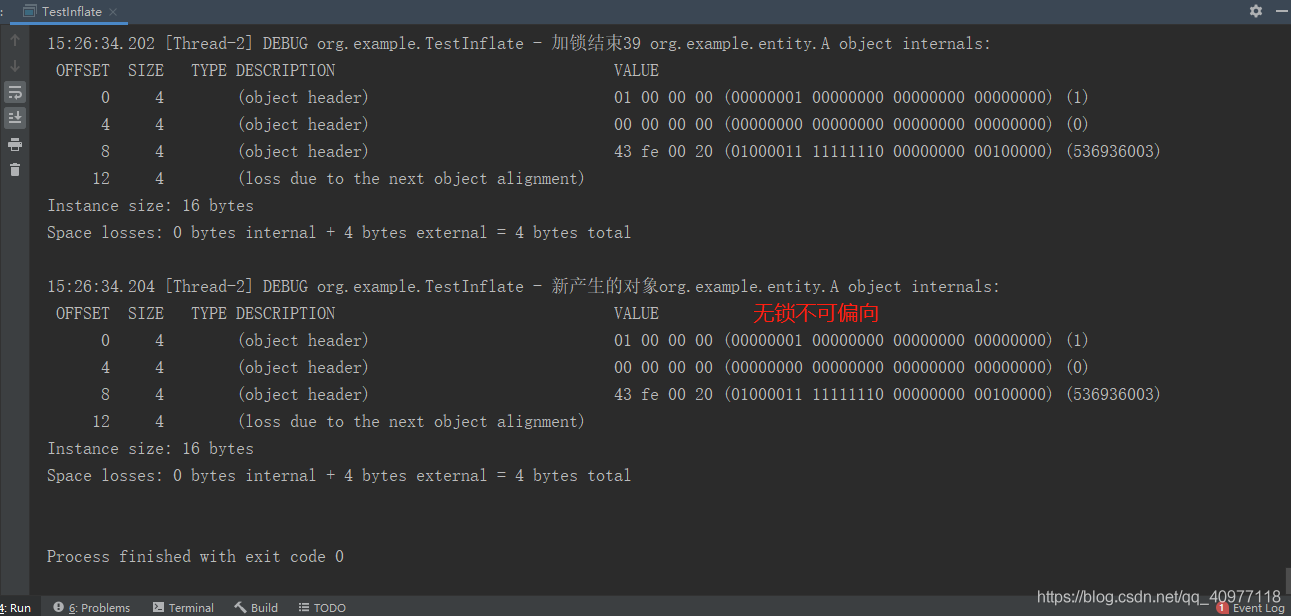 TestInflate
15:26:34.202 [Thread-2] DEBUG org.example.TestInflate - 加锁结束39 org.example.entity.A object internals:
OFFSET SIZE TYPE DESCRIPTION VALUE
0 4 (object header) 01 00 00 00 (00000001 00000000 00000000 00000000) (1)
4 4 (object header) 00 00 00 00 (00000000 00000000 00000000 00000000) (0)
8 4 (object header) 43 fe 00 20 (01000011 11111110 00000000 00100000) (536936003)
12 4 (loss due to the next object alignment)
Instance size: 16 bytes
Space losses: 0 bytes internal + 4 bytes external = 4 bytes total
15:26:34.204 [Thread-2] DEBUG org.example.TestInflate - 新产生的对象org.example.entity.A object internals:
OFFSET SIZE TYPE DESCRIPTION VALUE 无锁不可偏向
0 4 (object header) 01 00 00 00 (00000001 00000000 00000000 00000000) (1)
4 4 (object header) 00 00 00 00 (00000000 00000000 00000000 00000000) (0)
8 4 (object header) 43 fe 00 20 (01000011 11111110 00000000 00100000) (536936003)
12 4 (loss due to the next object alignment)
Instance size: 16 bytes
Space losses: 0 bytes internal + 4 bytes external = 4 bytes total
Process finished with exit code 0
https://blog.csdn.net/qq_40977118
4: Run 6: Problems Terminal Build TODO 1 Event Log